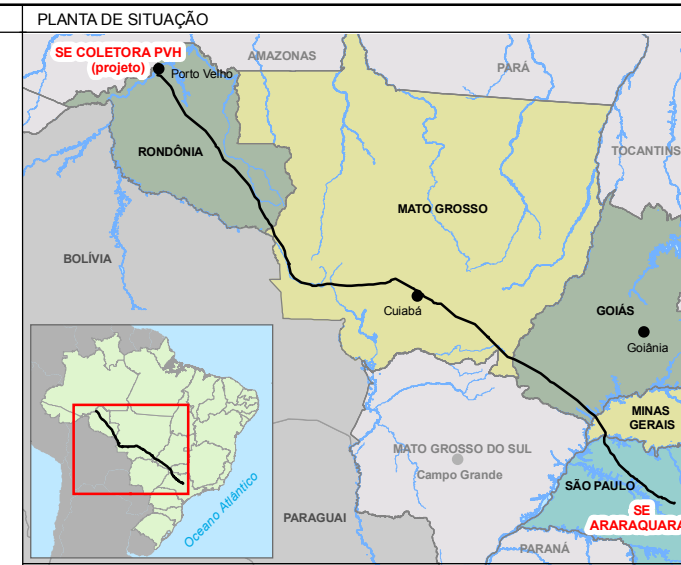 PLANTA DE SITUAÇÃO
SE COLETORA PVH
(projeto)
Porto Velho
AMAZONAS
PARÁ
TOCANTINS
RONDÔNIA
MATO GROSSO
BOLÍVIA
Cuiabá
GOIÁS
Goiânia
MINAS
GERAIS
MATO GROSSO DO SUL
Campo Grande
SÃO PAULO
SE
ARARAQUARA
PARAGUAI
PARANÁ
Oceano Atlântico